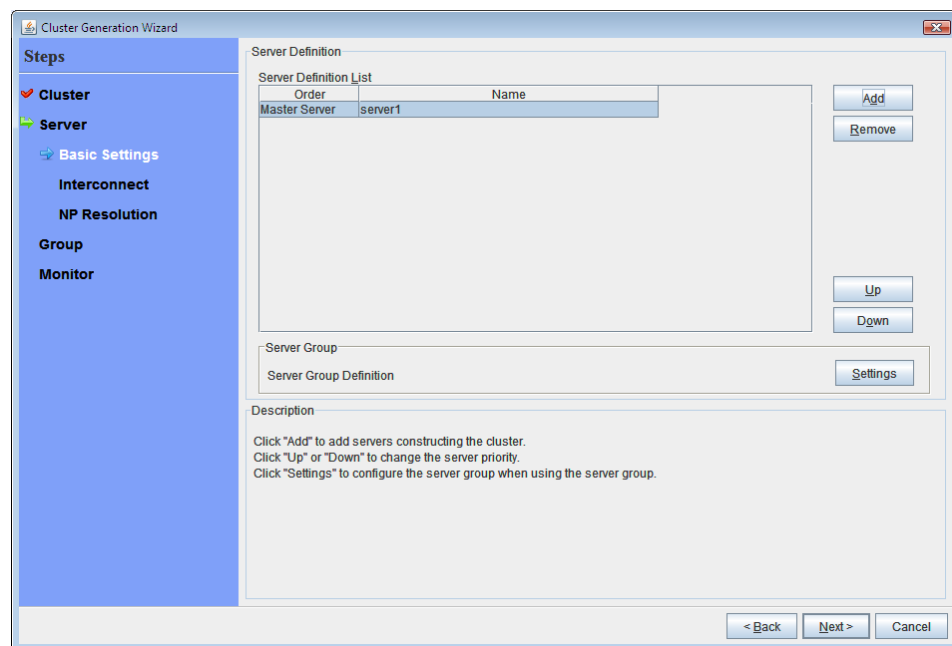 Cluster Generation Wizard
Steps
Cluster
Server
Basic Settings
Interconnect
NP Resolution
Group
Monitor
Server Definition
Server Definition List
Order Name
Master Server server1
Add
Remove
Up
Down
Server Group
Server Group Definition
Settings
Description
Click "Add" to add servers constructing the cluster.
Click "Up" or "Down" to change the server priority.
Click "Settings" to configure the server group when using the server group.
< Back Next > Cancel